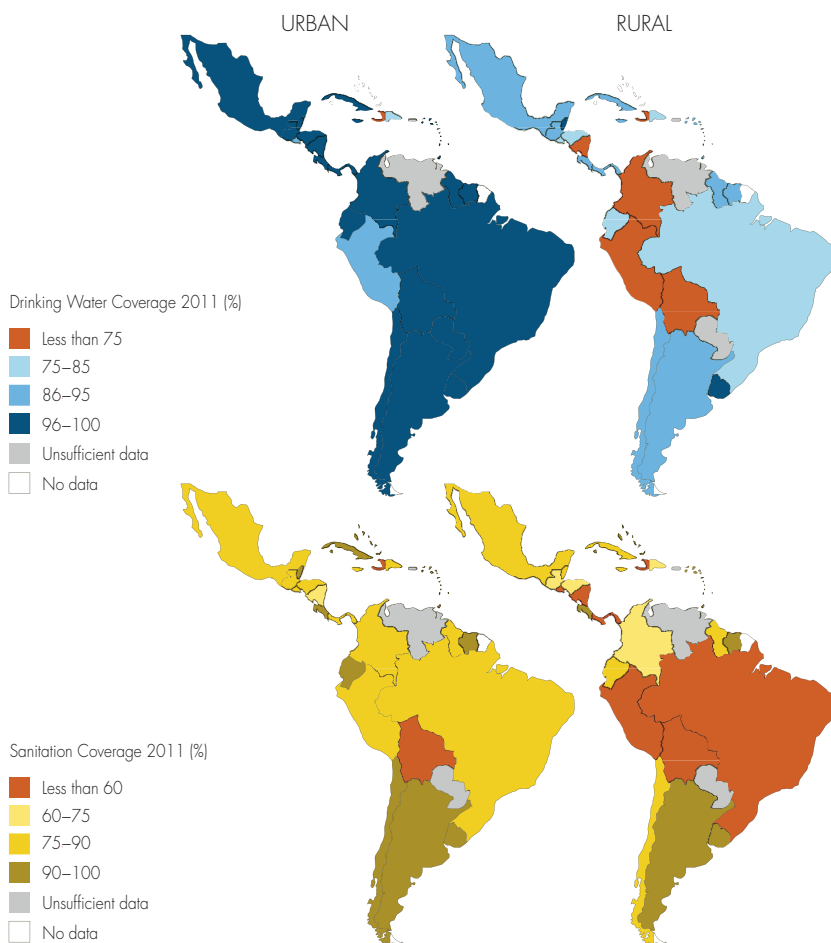 URBAN
RURAL
Drinking Water Coverage 2011 (%)
Less than 75
75–85
86–95
96–100
Unsufficient data
No data
Sanitation Coverage 2011 (%)
Less than 60
60–75
75–90
90–100
Unsufficient data
No data